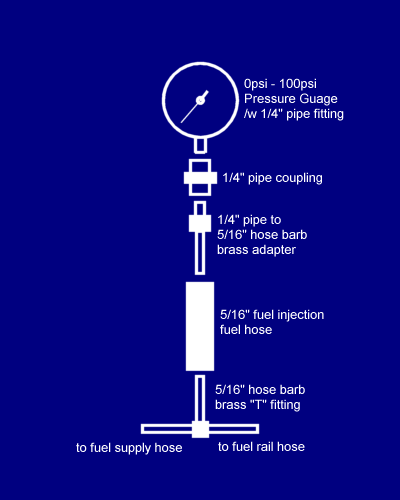 0psi - 100psi
Pressure Guage
/w 1/4" pipe fitting
1/4" pipe coupling
1/4" pipe to
5/16" hose barb
brass adapter
5/16" fuel injection
fuel hose
5/16" hose barb
brass "T" fitting
to fuel supply hose
to fuel rail hose